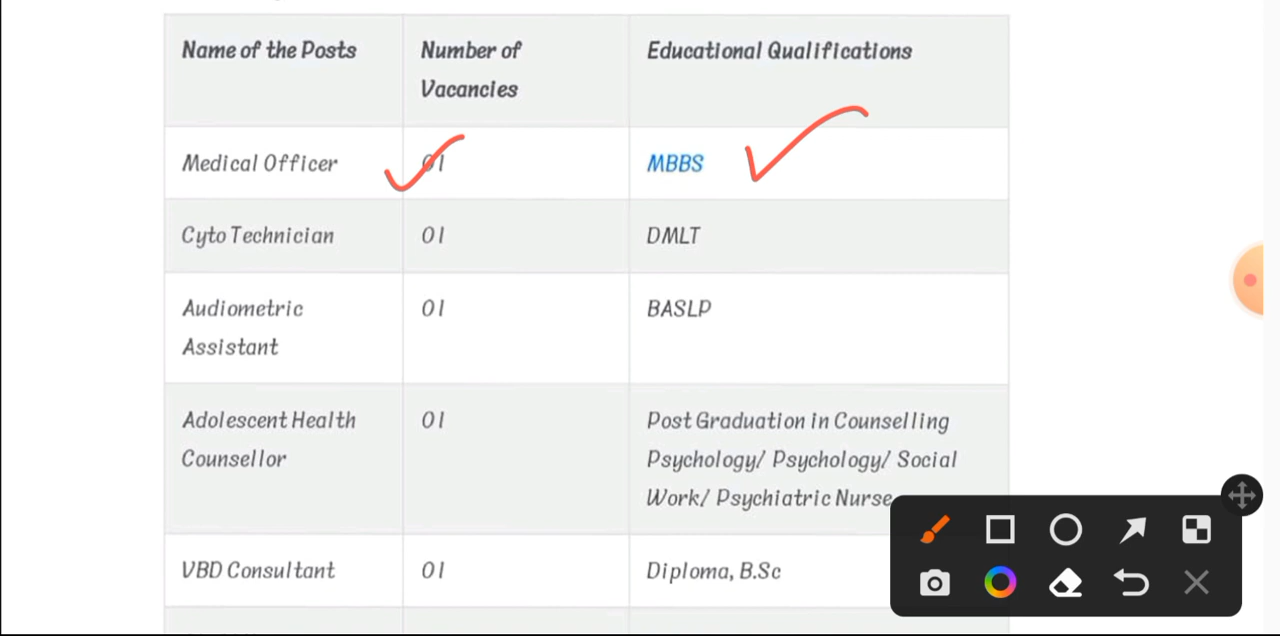 Name of the Posts Number of Educational Qualifications
Vacancies
Medical Officer 01 MBBS
Cyto Technician 01 DMLT
Audiometric 01 BASLP
Assistant
Adolescent Health 01 Post Graduation in Counselling
Counsellor Psychology/ Psychology/ Social
Work/ Psychiatric Nurse
VBD Consultant 01 Diploma, B.Sc